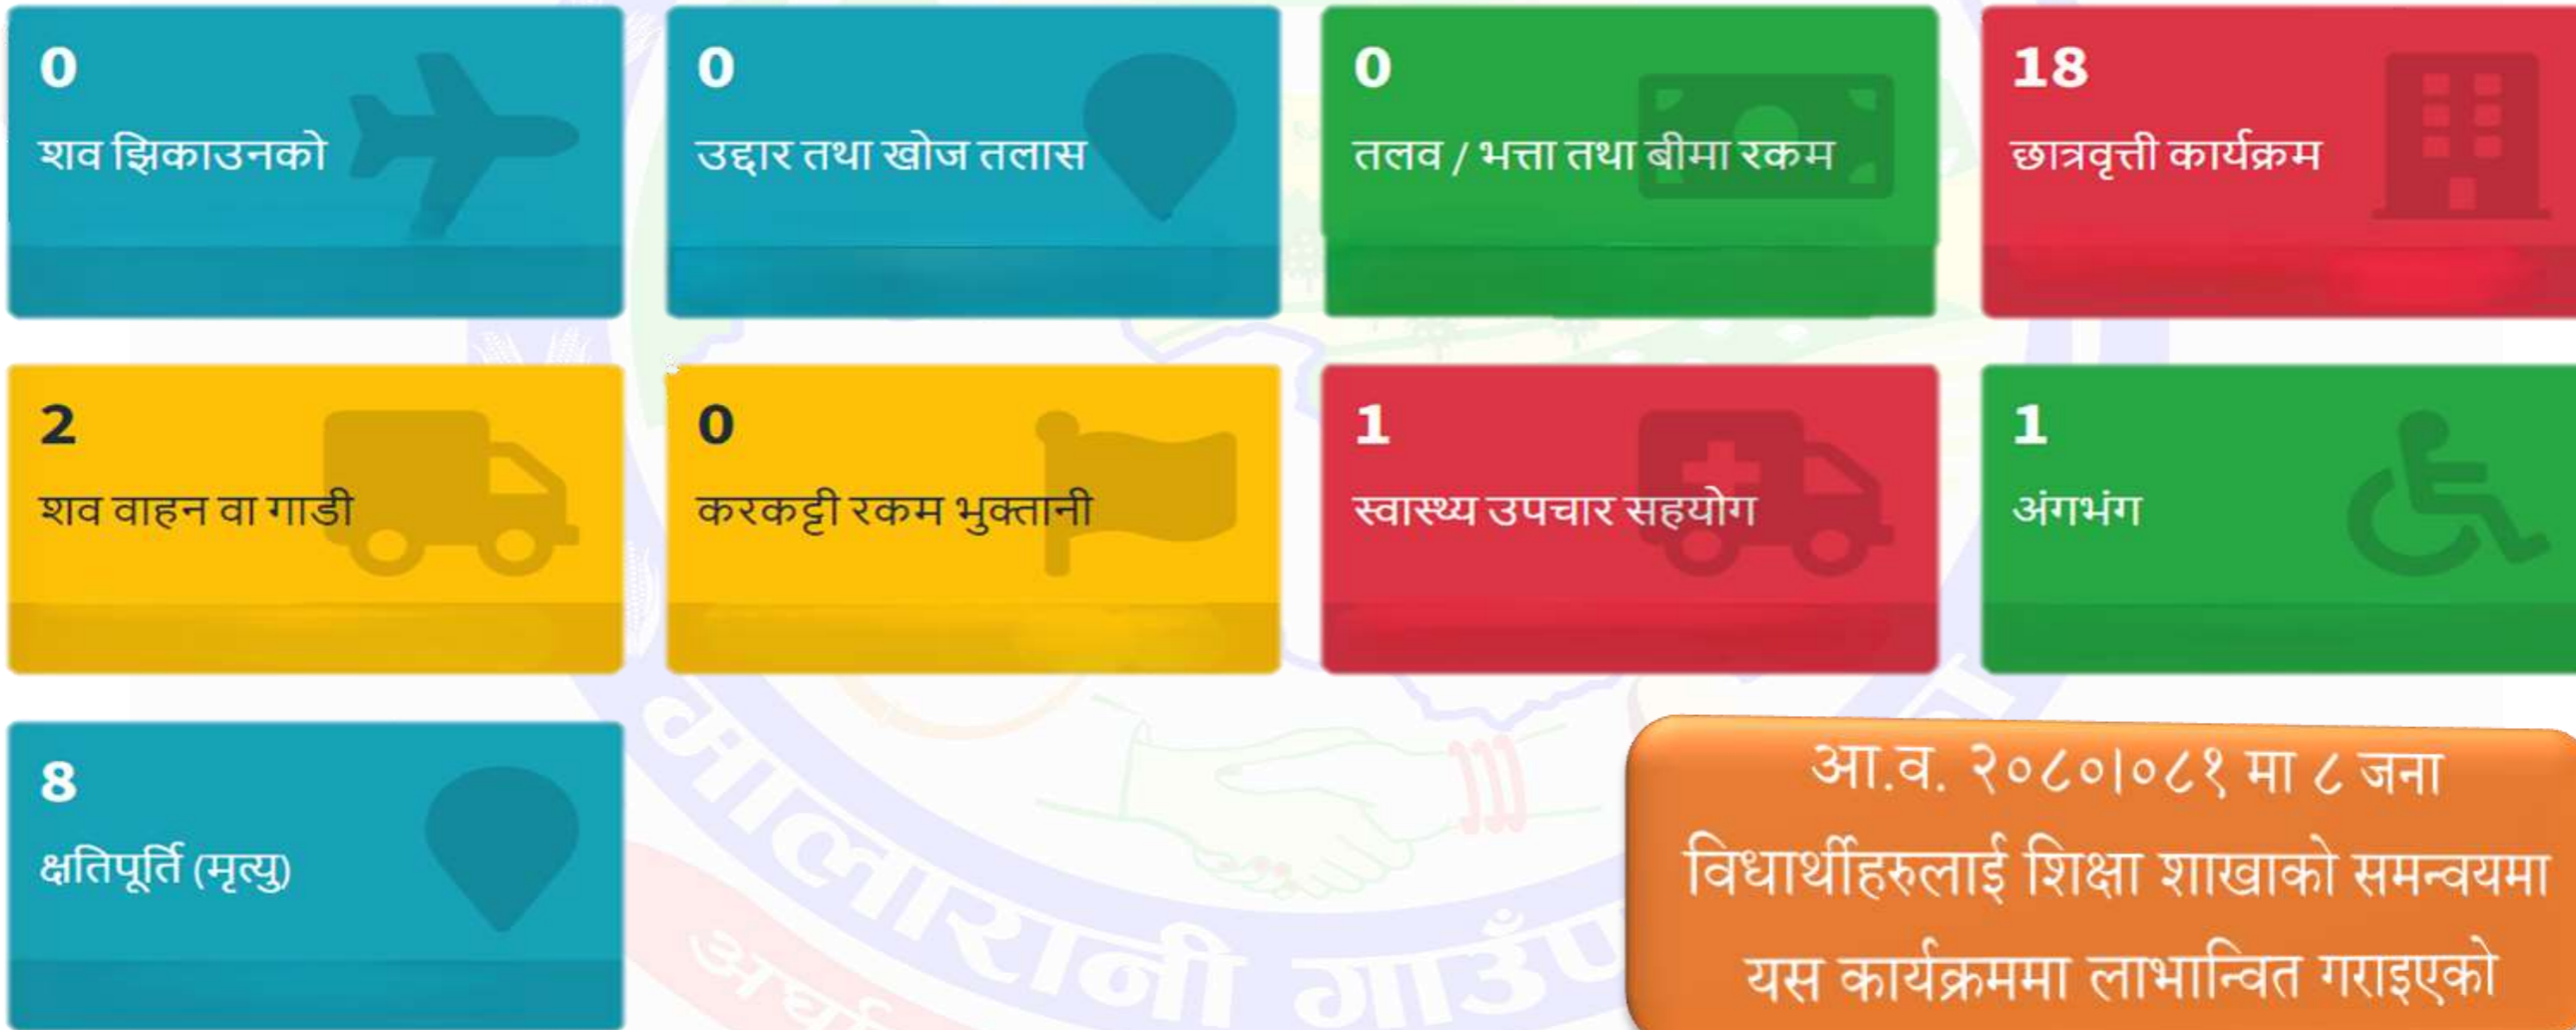 0
शव झिकाउनको
0
उद्दार तथा खोज तलास
0
तलव / भत्ता तथा बीमा रकम
18
छात्रवृत्ती कार्यक्रम
2
शव वाहन वा गाडी
0
करकट्टी रकम भुक्तानी
1
स्वास्थ्य उपचार सहयोग
1
अंगभंग
8
क्षतिपूर्ति (मृत्यु)
आ.व. २०८०|०८१ मा ८ जना
विधार्थीहरुलाई शिक्षा शाखाको समन्वयमा
यस कार्यक्रममा लाभान्वित गराइएको
मालारानी